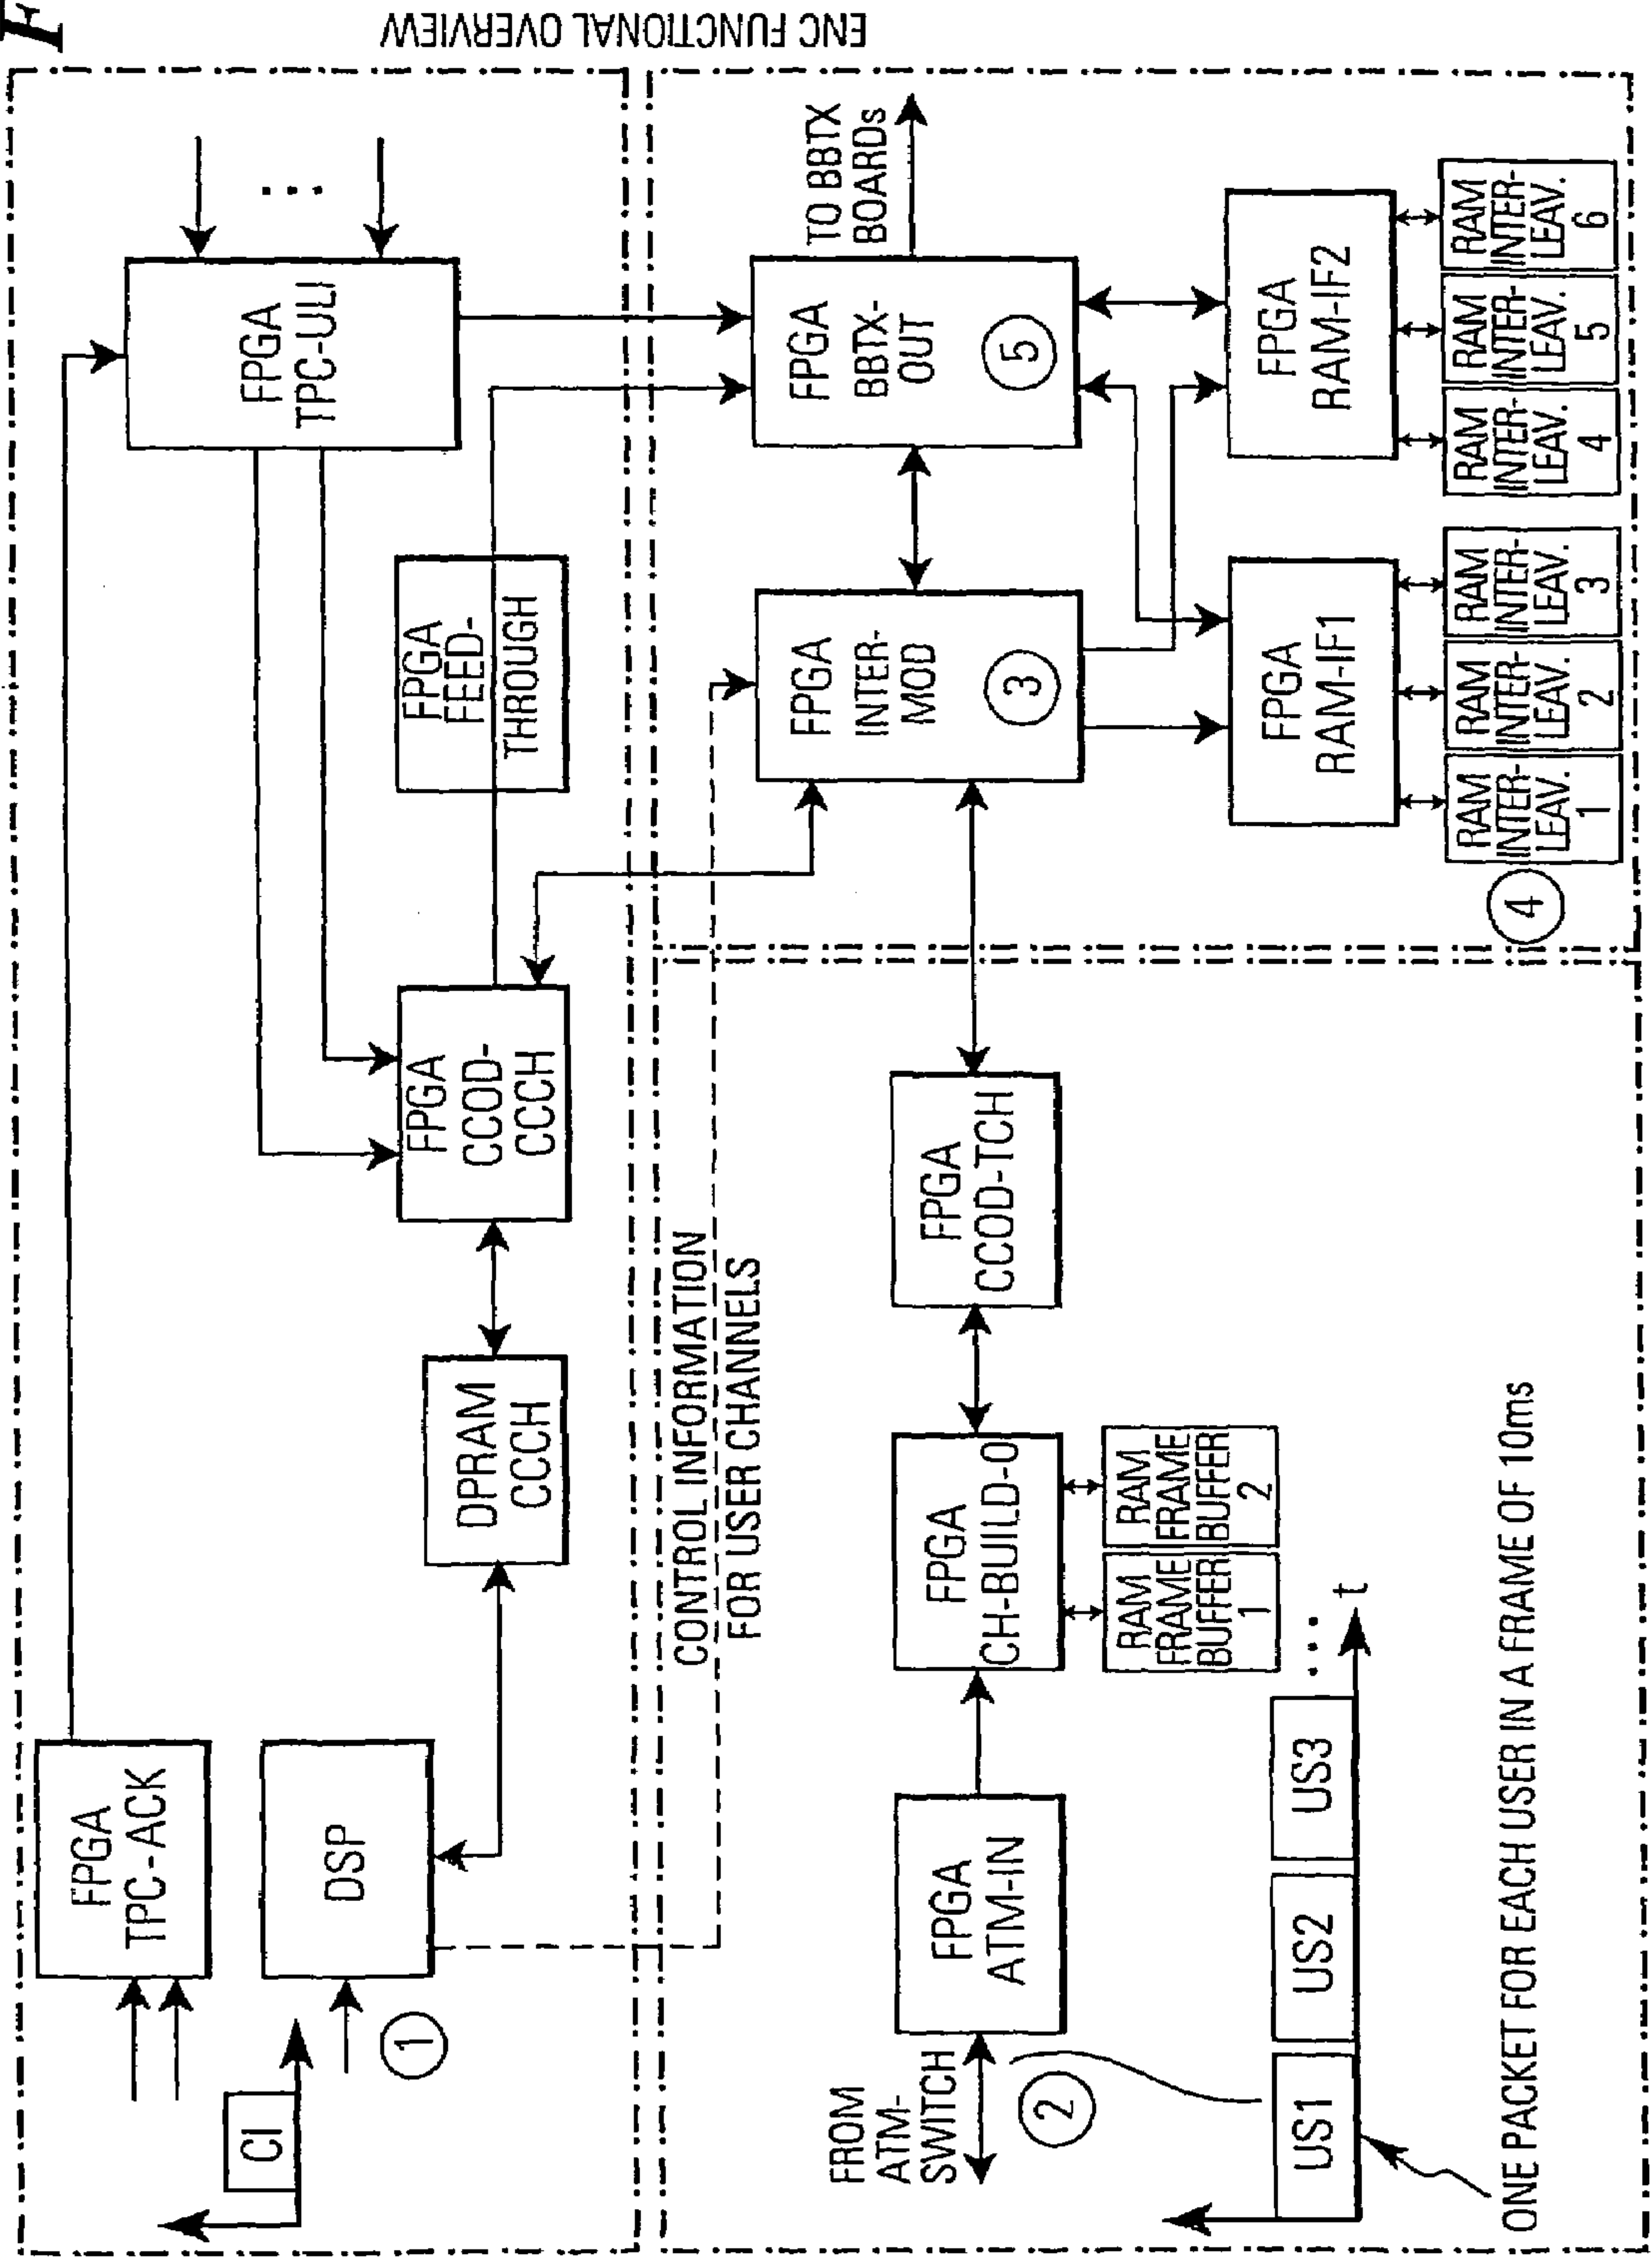 F
ENC FUNCTIONAL OVERVIEW
FPGA
TPC-ACK
CI
DSP
1
FPGA
TPC-ULI
DPRAM
CCCH
FPGA
CCOD-
CCCH
FPGA
FEED-
THROUGH
CONTROL INFORMATION
FOR USER CHANNELS
FROM
ATM-
SWITCH
2
FPGA
ATM-IN
FPGA
CH-BUILD-0
FPGA
CCOD-TCH
RAM
FRAME
BUFFER
1
RAM
FRAME
BUFFER
2
US1
US2
US3
...
t
ONE PACKET FOR EACH USER IN A FRAME OF 10ms
FPGA
INTER-
MOD
3
FPGA
BBTX-
OUT
5
TO BBTX
BOARDs
FPGA
RAM-IF1
FPGA
RAM-IF2
4
RAM
INTER-
LEAV.
1
RAM
INTER-
LEAV.
2
RAM
INTER-
LEAV.
3
RAM
INTER-
LEAV.
4
RAM
INTER-
LEAV.
5
RAM
INTER-
LEAV.
6